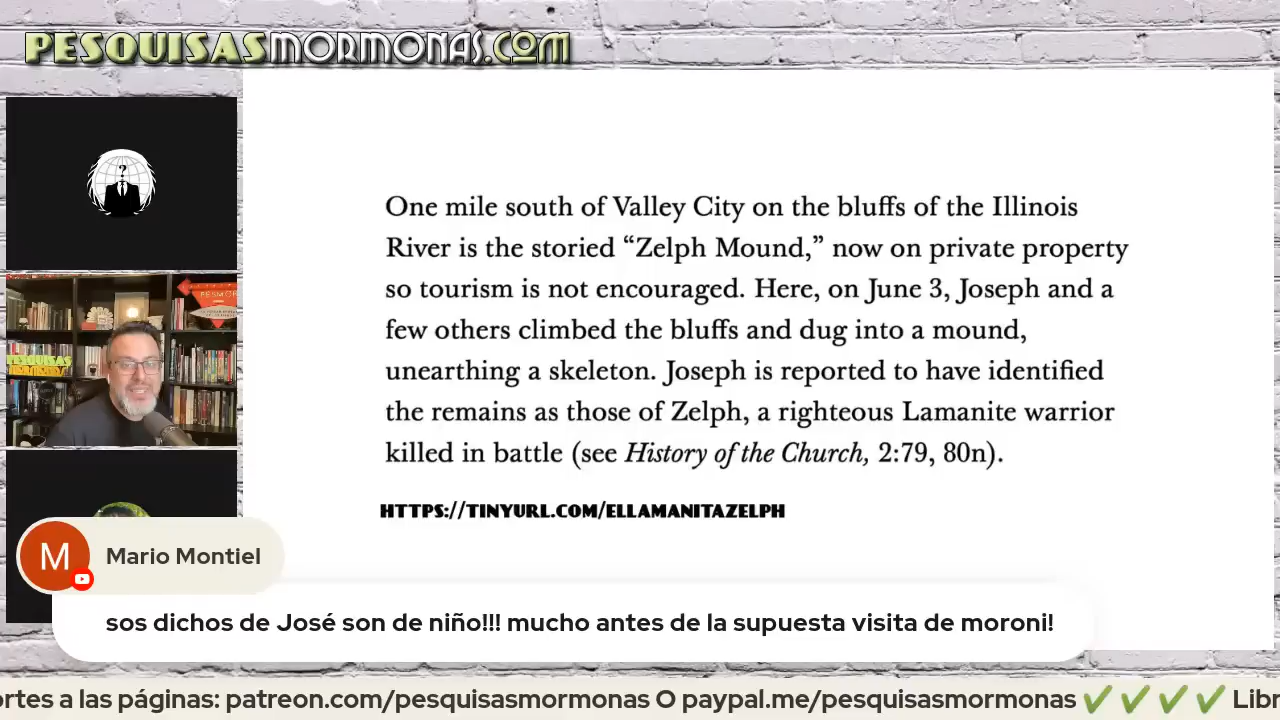 PESQUISASMORMONAS.COM
One mile south of Valley City on the bluffs of the Illinois
River is the storied “Zelph Mound,” now on private property
so tourism is not encouraged. Here, on June 3, Joseph and a
few others climbed the bluffs and dug into a mound,
unearthing a skeleton. Joseph is reported to have identified
the remains as those of Zelph, a righteous Lamanite warrior
killed in battle (see History of the Church, 2:79, 80n).
HTTPS://TINYURL.COM/ELLAMANITAZELPH
?
PESQUISAS
M
Mario Montiel
sos dichos de José son de niño!!! mucho antes de la supuesta visita de moroni!
ortes a las páginas: patreon.com/pesquisasmormonas O paypal.me/pesquisasmormonas ✔✔✔✔ Libr